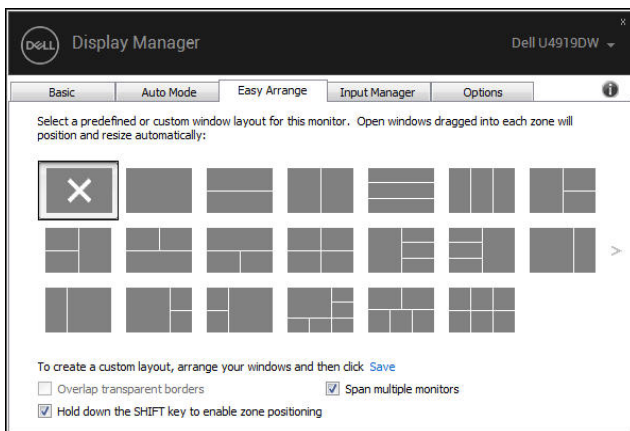 x
DELL Display Manager Dell U4919DW
Basic Auto Mode Easy Arrange Input Manager Options i
Select a predefined or custom window layout for this monitor. Open windows dragged into each zone will
position and resize automatically:
>
To create a custom layout, arrange your windows and then click Save
Overlap transparent borders Span multiple monitors
Hold down the SHIFT key to enable zone positioning